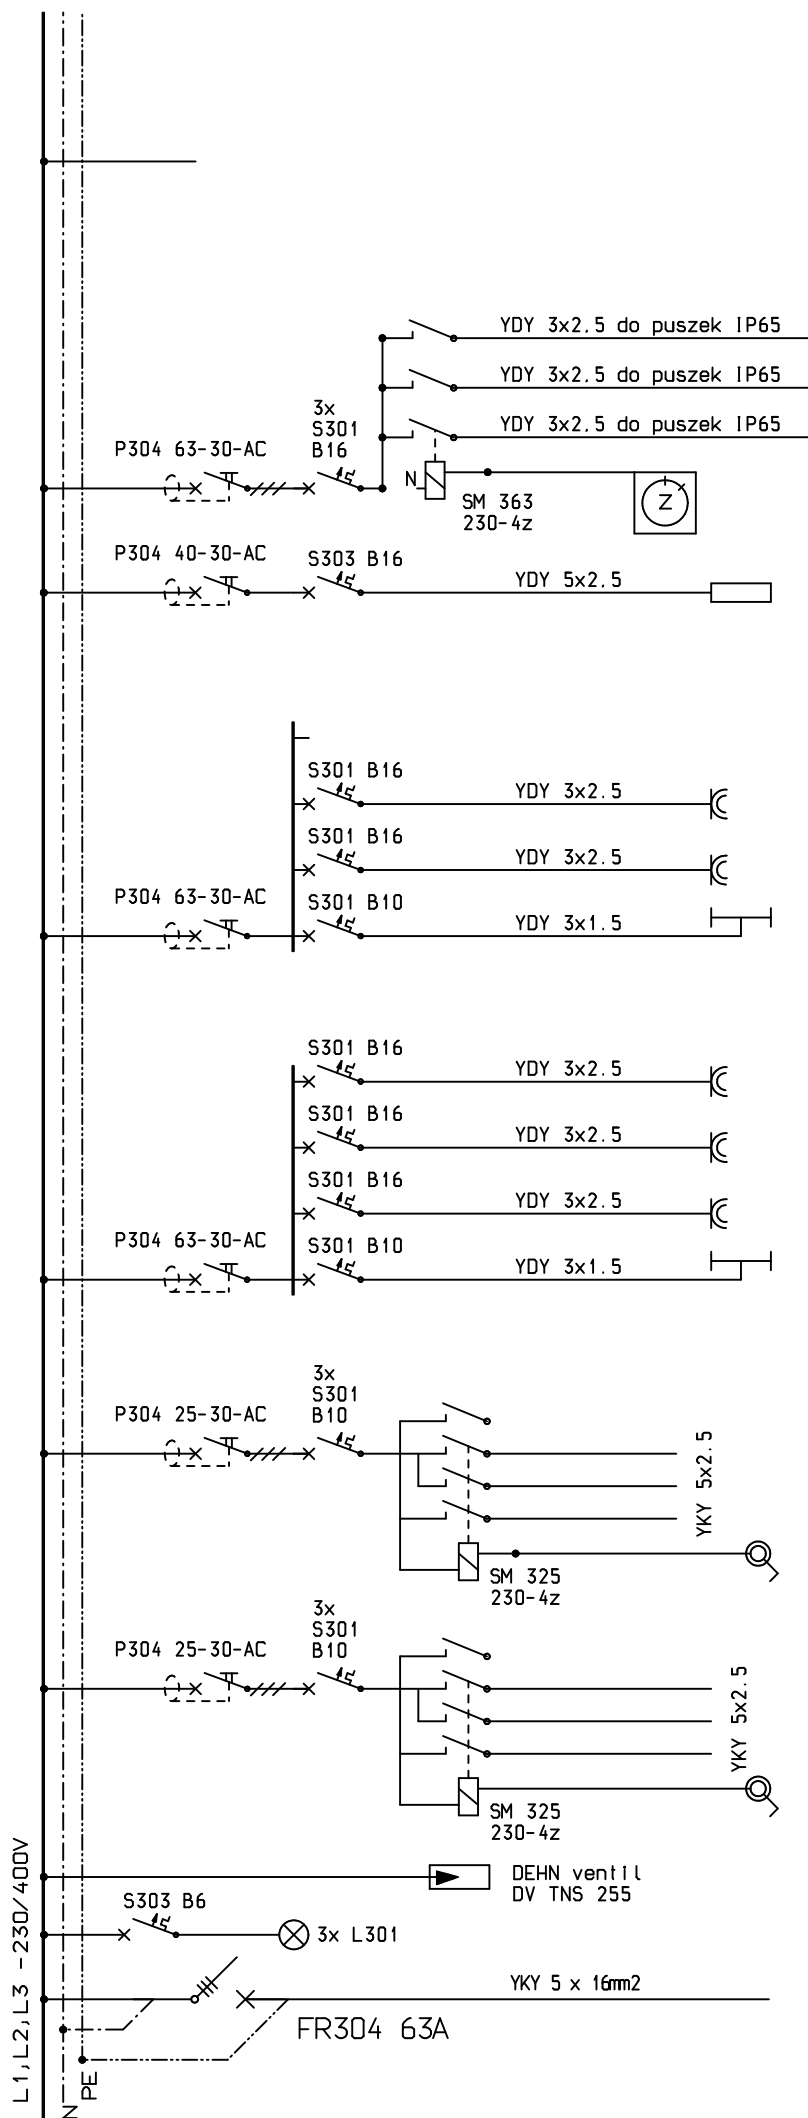 YDY 3x2.5 do puszek IP65
YDY 3x2.5 do puszek IP65
3x
S301
B16
YDY 3x2.5 do puszek IP65
P304 63-30-AC
N
SM 363
230-4z
Z
P304 40-30-AC
S303 B16
YDY 5x2.5
S301 B16
YDY 3x2.5
S301 B16
YDY 3x2.5
P304 63-30-AC
S301 B10
YDY 3x1.5
S301 B16
YDY 3x2.5
S301 B16
YDY 3x2.5
S301 B16
YDY 3x2.5
P304 63-30-AC
S301 B10
YDY 3x1.5
3x
S301
B10
P304 25-30-AC
YKY 5x2.5
SM 325
230-4z
3x
S301
B10
P304 25-30-AC
YKY 5x2.5
SM 325
230-4z
DEHN ventil
DV TNS 255
S303 B6
3x L301
YKY 5 x 16mm2
FR304 63A
L1,L2,L3 -230/400V
N
PE